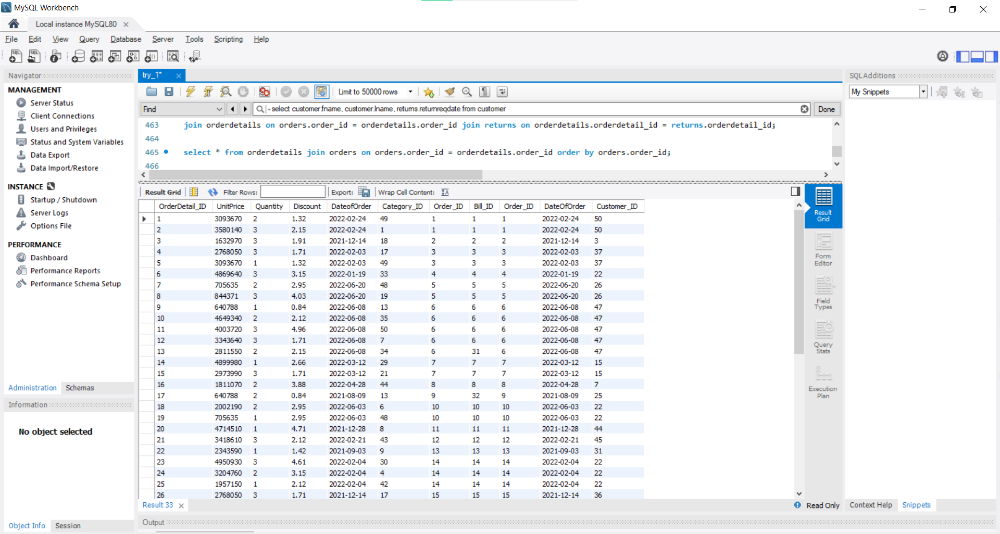 MySQL Workbench
Local instance MySQL80
File Edit View Query Database Server Tools Scripting Help
Navigator
MANAGEMENT
Server Status
Client Connections
Users and Privileges
Status and System Variables
Data Export
Data Import/Restore
INSTANCE
Startup / Shutdown
Server Logs
Options File
PERFORMANCE
Dashboard
Performance Reports
Performance Schema Setup
Administration Schemas
Information
No object selected
Object Info Session
try_1*
Limit to 50000 rows
Find select customer.fname, customer.lname, returns.returnreqdate from customer Done
463 join orderdetails on orders.order_id = orderdetails.order_id join returns on orderdetails.orderdetail_id = returns.orderdetail_id;
464
465 select * from orderdetails join orders on orders.order_id = orderdetails.order_id order by orders.order_id;
466
Result Grid Filter Rows: Export: Wrap Cell Content:
OrderDetail_ID UnitPrice Quantity Discount DateofOrder Category_ID Order_ID Bill_ID Order_ID DateOfOrder Customer_ID
1 3093670 2 1.32 2022-02-24 49 1 1 1 2022-02-24 50
2 3580140 3 2.15 2022-02-24 1 1 1 1 2022-02-24 50
3 1632970 3 1.91 2021-12-14 18 2 2 2 2021-12-14 3
4 2768050 3 1.71 2022-02-03 17 3 3 3 2022-02-03 37
5 3093670 1 1.32 2022-02-03 49 3 3 3 2022-02-03 37
6 4869640 3 3.15 2022-01-19 33 4 4 4 2022-01-19 22
7 705635 2 2.95 2022-06-20 48 5 5 5 2022-06-20 26
8 844371 3 4.03 2022-06-20 19 5 5 5 2022-06-20 26
9 640788 1 0.84 2022-06-08 13 6 6 6 2022-06-08 47
10 4649340 2 2.12 2022-06-08 35 6 6 6 2022-06-08 47
11 4003720 3 4.96 2022-06-08 50 6 6 6 2022-06-08 47
12 3343640 3 1.71 2022-06-08 7 6 6 6 2022-06-08 47
13 2811550 2 2.15 2022-06-08 34 6 31 6 2022-06-08 47
14 4899980 1 2.66 2022-03-12 29 7 7 7 2022-03-12 15
15 2973990 3 1.71 2022-03-12 21 7 7 7 2022-03-12 15
16 1811070 2 3.88 2022-04-28 44 8 8 8 2022-04-28 7
17 640788 2 0.84 2021-08-09 13 9 32 9 2021-08-09 25
18 2002190 2 2.95 2022-06-03 6 10 10 10 2022-06-03 22
19 705635 1 2.95 2022-06-03 48 10 10 10 2022-06-03 22
20 4714510 1 4.71 2021-12-28 8 11 11 11 2021-12-28 44
21 3418610 3 2.12 2022-02-21 43 12 12 12 2022-02-21 45
22 2343590 1 1.42 2021-09-03 9 13 13 13 2021-09-03 31
23 4950930 3 4.61 2022-02-04 30 14 14 14 2022-02-04 22
24 3204760 2 3.15 2022-02-04 4 14 14 14 2022-02-04 22
25 1957150 1 2.12 2022-02-04 42 14 14 14 2022-02-04 22
26 2768050 3 1.71 2021-12-14 17 15 15 15 2021-12-14 36
Result
Grid
Form
Editor
Field
Types
Query
Stats
Execution
Plan
Result 33
Read Only
Output
SQLAdditions
My Snippets
Context Help Snippets